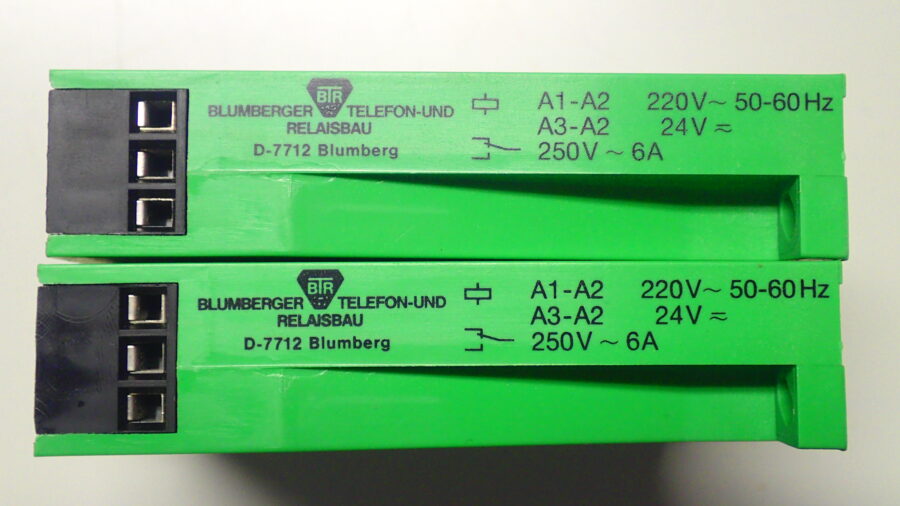 BTR
BLUMBERGER TELEFON-UND
RELAISBAU
D-7712 Blumberg
A1-A2 220V~ 50-60Hz
A3-A2 24V ≂
250V ~ 6A
BTR
BLUMBERGER TELEFON-UND
RELAISBAU
D-7712 Blumberg
A1-A2 220V~ 50-60Hz
A3-A2 24V ≂
250V ~ 6A